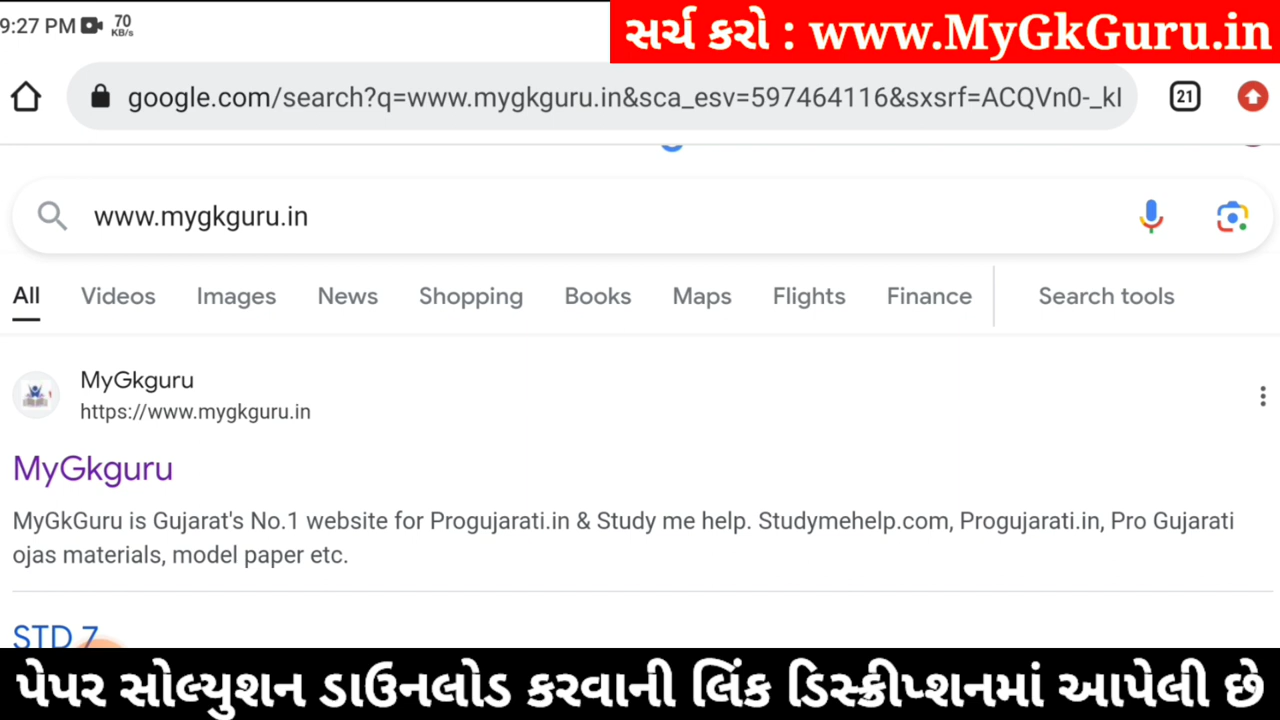 9:27 PM 70 KB/s
સર્ચ કરો : www.MyGkGuru.in
google.com/search?q=www.mygkguru.in&sca_esv=597464116&sxsrf=ACQVn0-_kI
21
www.mygkguru.in
All Videos Images News Shopping Books Maps Flights Finance Search tools
MyGkguru
https://www.mygkguru.in
MyGkguru
MyGkGuru is Gujarat's No.1 website for Progujarati.in & Study me help. Studymehelp.com, Progujarati.in, Pro Gujarati
ojas materials, model paper etc.
STD 7
પેપર સોલ્યુશન ડાઉનલોડ કરવાની લિંક ડિસ્ક્રીપ્શનમાં આપેલી છે